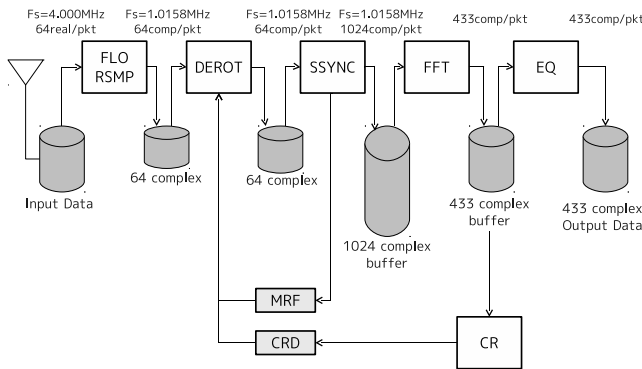 Fs=4.000MHz
64real/pkt
Fs=1.0158MHz
64comp/pkt
Fs=1.0158MHz
64comp/pkt
Fs=1.0158MHz
1024comp/pkt
433comp/pkt
433comp/pkt
FLO
RSMP
DEROT
SSYNC
FFT
EQ
Input Data
64 complex
64 complex
1024 complex
buffer
433 complex
buffer
433 complex
Output Data
MRF
CRD
CR